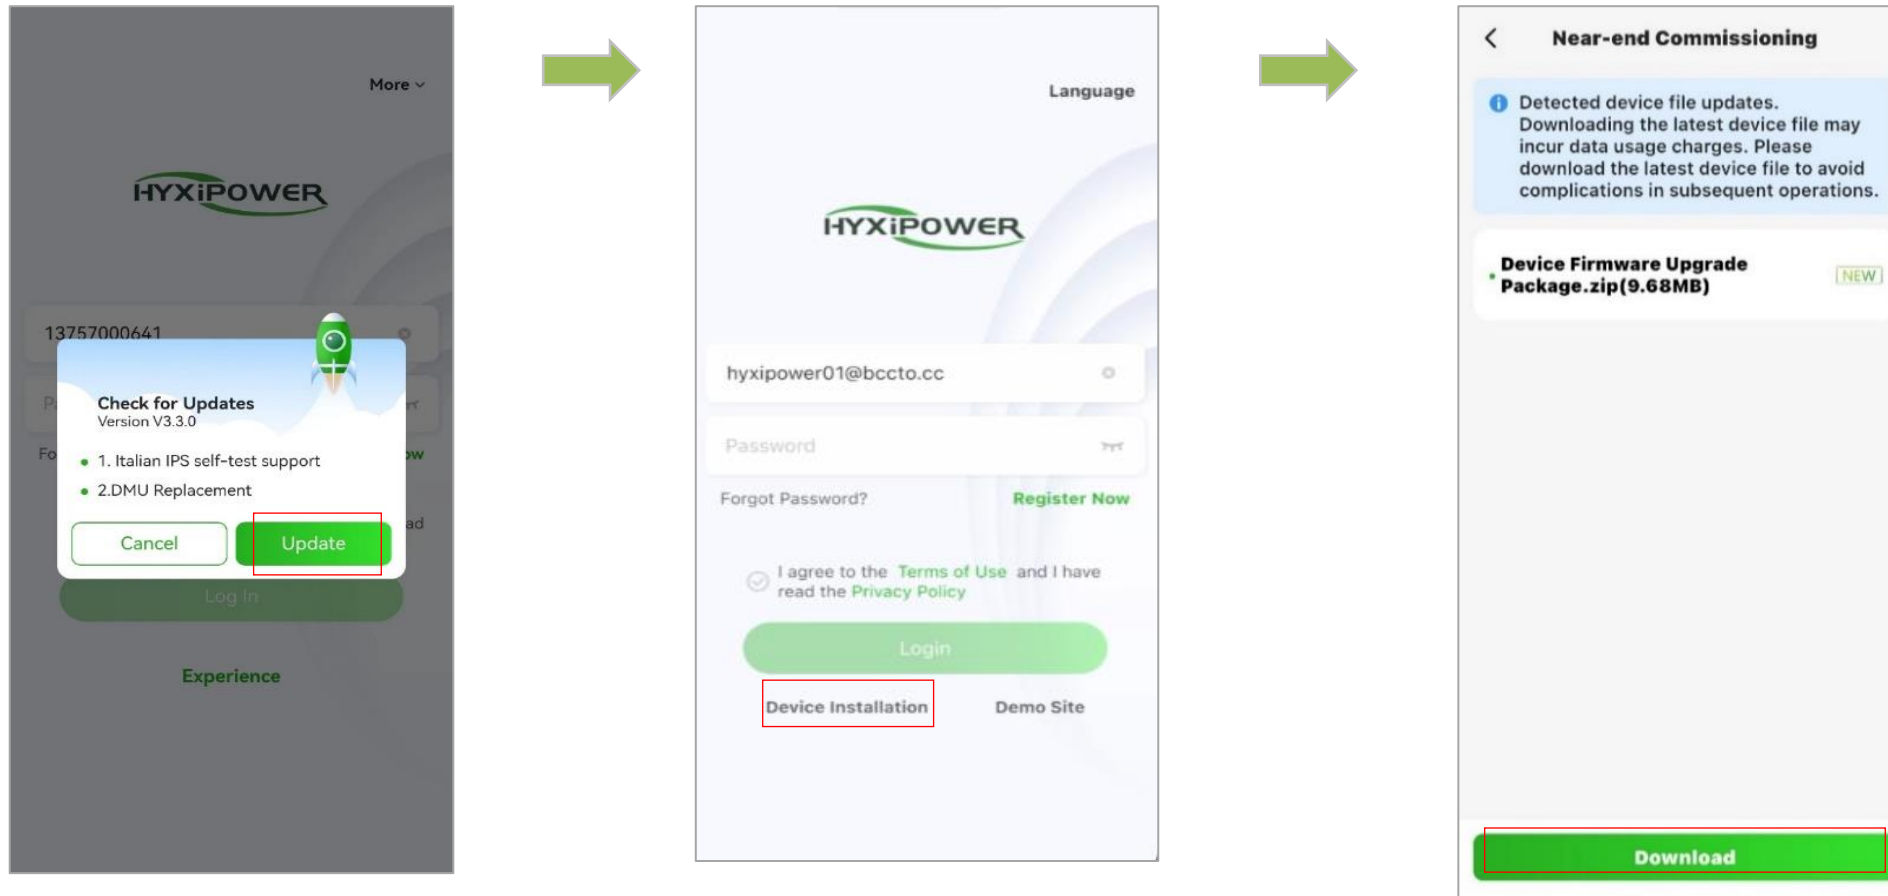 More
HYXiPOWER
13757000641
Check for Updates
Version V3.3.0
Fo
ow
1. Italian IPS self-test support
2.DMU Replacement
ad
Cancel
Update
Log In
Experience
Language
HYXiPOWER
hyxipower01@bccto.cc
Password
Forgot Password?
Register Now
I agree to the Terms of Use and I have
read the Privacy Policy
Login
Device Installation
Demo Site
Near-end Commissioning
Detected device file updates.
Downloading the latest device file may
incur data usage charges. Please
download the latest device file to avoid
complications in subsequent operations.
Device Firmware Upgrade
Package.zip(9.68MB)
NEW
Download